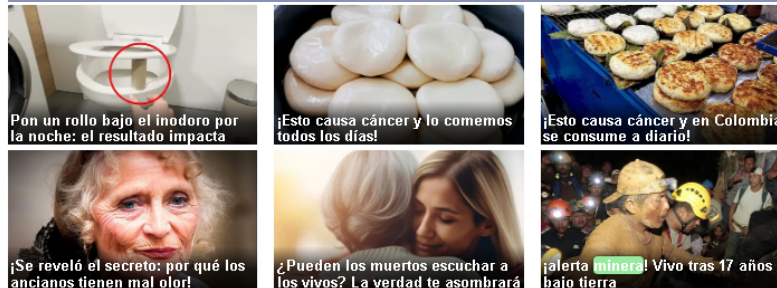 Pon un rollo bajo el inodoro por
la noche: el resultado impacta
¡Esto causa cáncer y lo comemos
todos los días!
¡Esto causa cáncer y en Colombia
se consume a diario!
¡Se reveló el secreto: por qué los
ancianos tienen mal olor!
¿Pueden los muertos escuchar a
los vivos? La verdad te asombrará
¡alerta minera! Vivo tras 17 años
bajo tierra